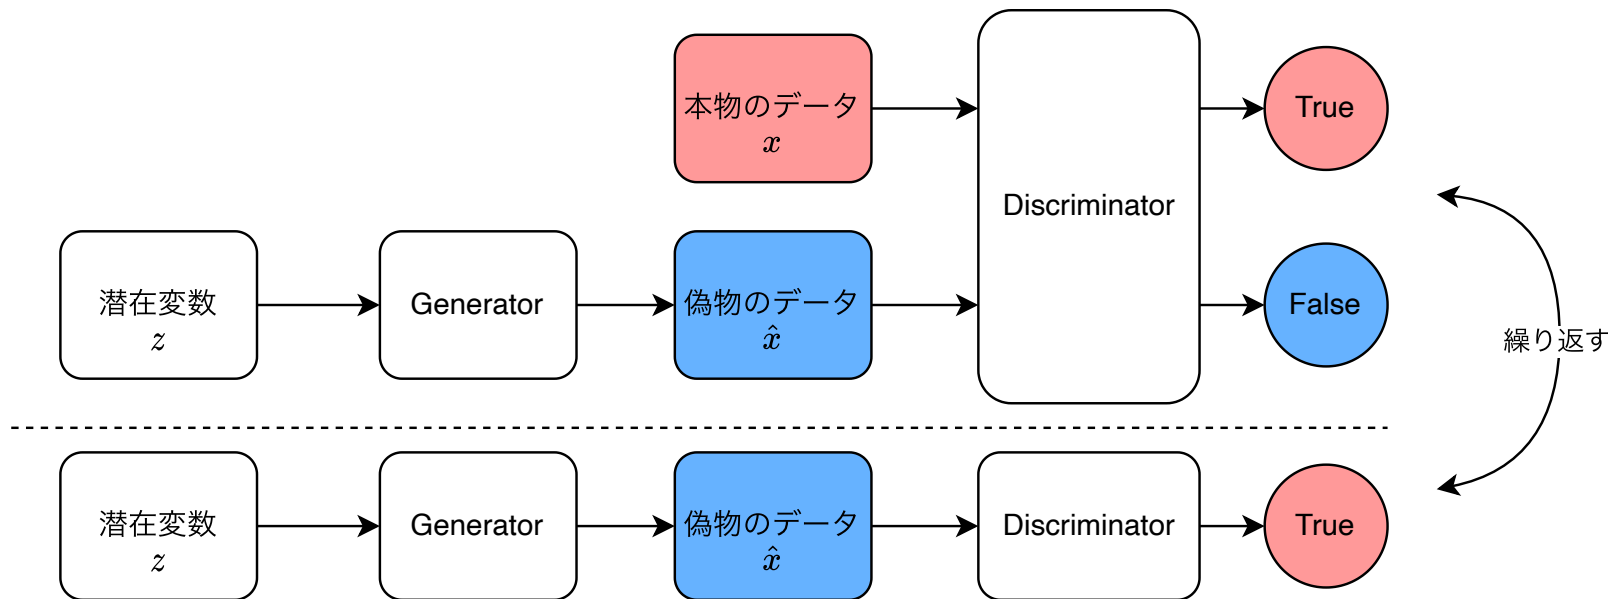 本物のデータ
x
True
Discriminator
潜在変数
z
Generator
偽物のデータ
x̂
False
繰り返す
潜在変数
z
Generator
偽物のデータ
x̂
Discriminator
True